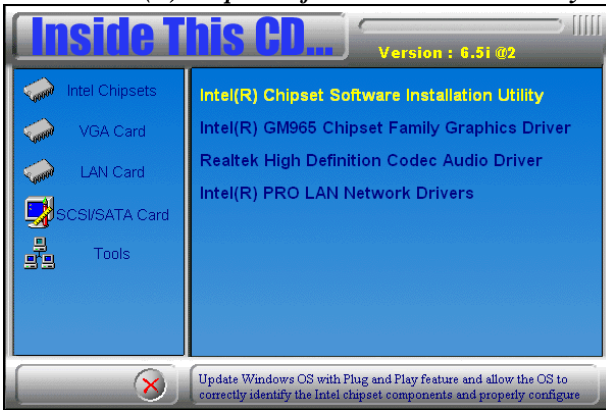 Inside This CD...
Version : 6.5i @2
Intel Chipsets
VGA Card
LAN Card
SCSI/SATA Card
Tools
Intel(R) Chipset Software Installation Utility
Intel(R) GM965 Chipset Family Graphics Driver
Realtek High Definition Codec Audio Driver
Intel(R) PRO LAN Network Drivers
Update Windows OS with Plug and Play feature and allow the OS to
correctly identify the Intel chipset components and properly configure